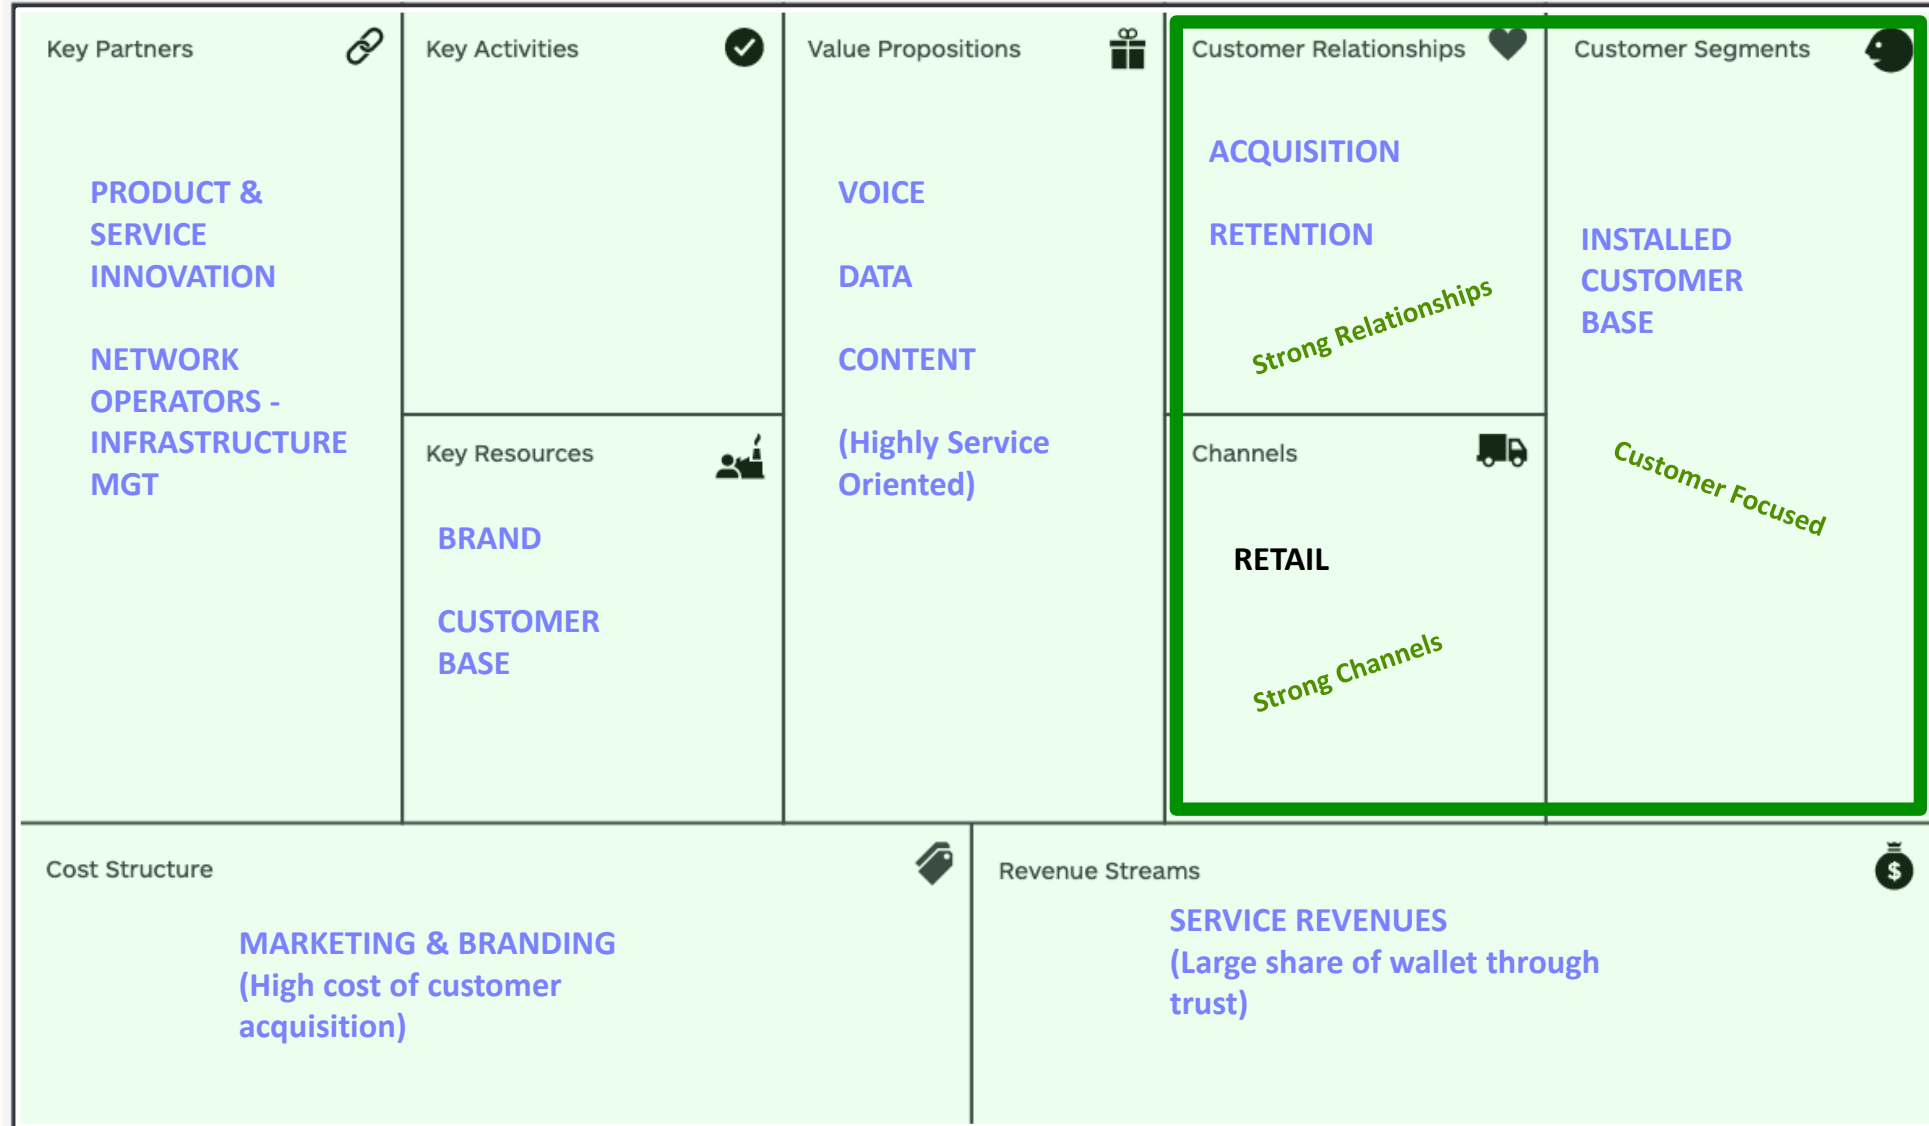 Key Partners
PRODUCT &
SERVICE
INNOVATION
NETWORK
OPERATORS -
INFRASTRUCTURE
MGT
Key Activities
Key Resources
BRAND
CUSTOMER
BASE
Value Propositions
VOICE
DATA
CONTENT
(Highly Service
Oriented)
Customer Relationships
ACQUISITION
RETENTION
Strong Relationships
Channels
RETAIL
Strong Channels
Customer Segments
INSTALLED
CUSTOMER
BASE
Customer Focused
Cost Structure
MARKETING & BRANDING
(High cost of customer
acquisition)
Revenue Streams
$
SERVICE REVENUES
(Large share of wallet through
trust)